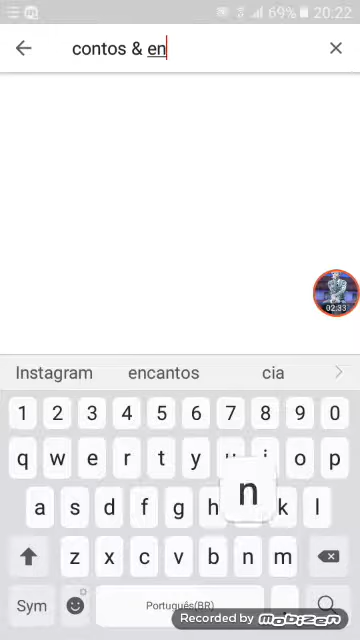 69% 20:22
contos & en
02:33
Instagram encantos cia
1 2 3 4 5 6 7 8 9 0
q w e r t y u i o p
a s d f g h n k l
z x c v b n m
Sym Português(BR)
Recorded by MOBIZEN